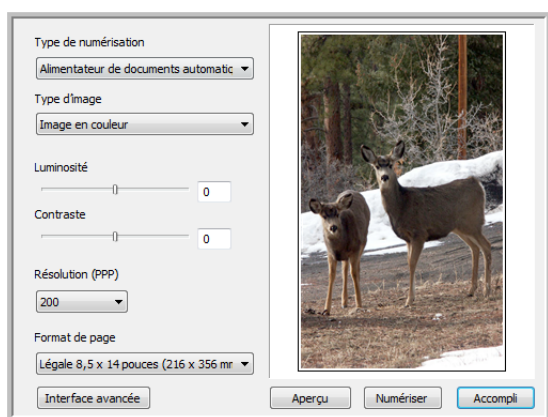 Type de numérisation
Alimentateur de documents automatic
Type d'image
Image en couleur
Luminosité
0
Contraste
0
Résolution (PPP)
200
Format de page
Légale 8,5 x 14 pouces (216 x 356 mr
Interface avancée
Aperçu
Numériser
Accompli